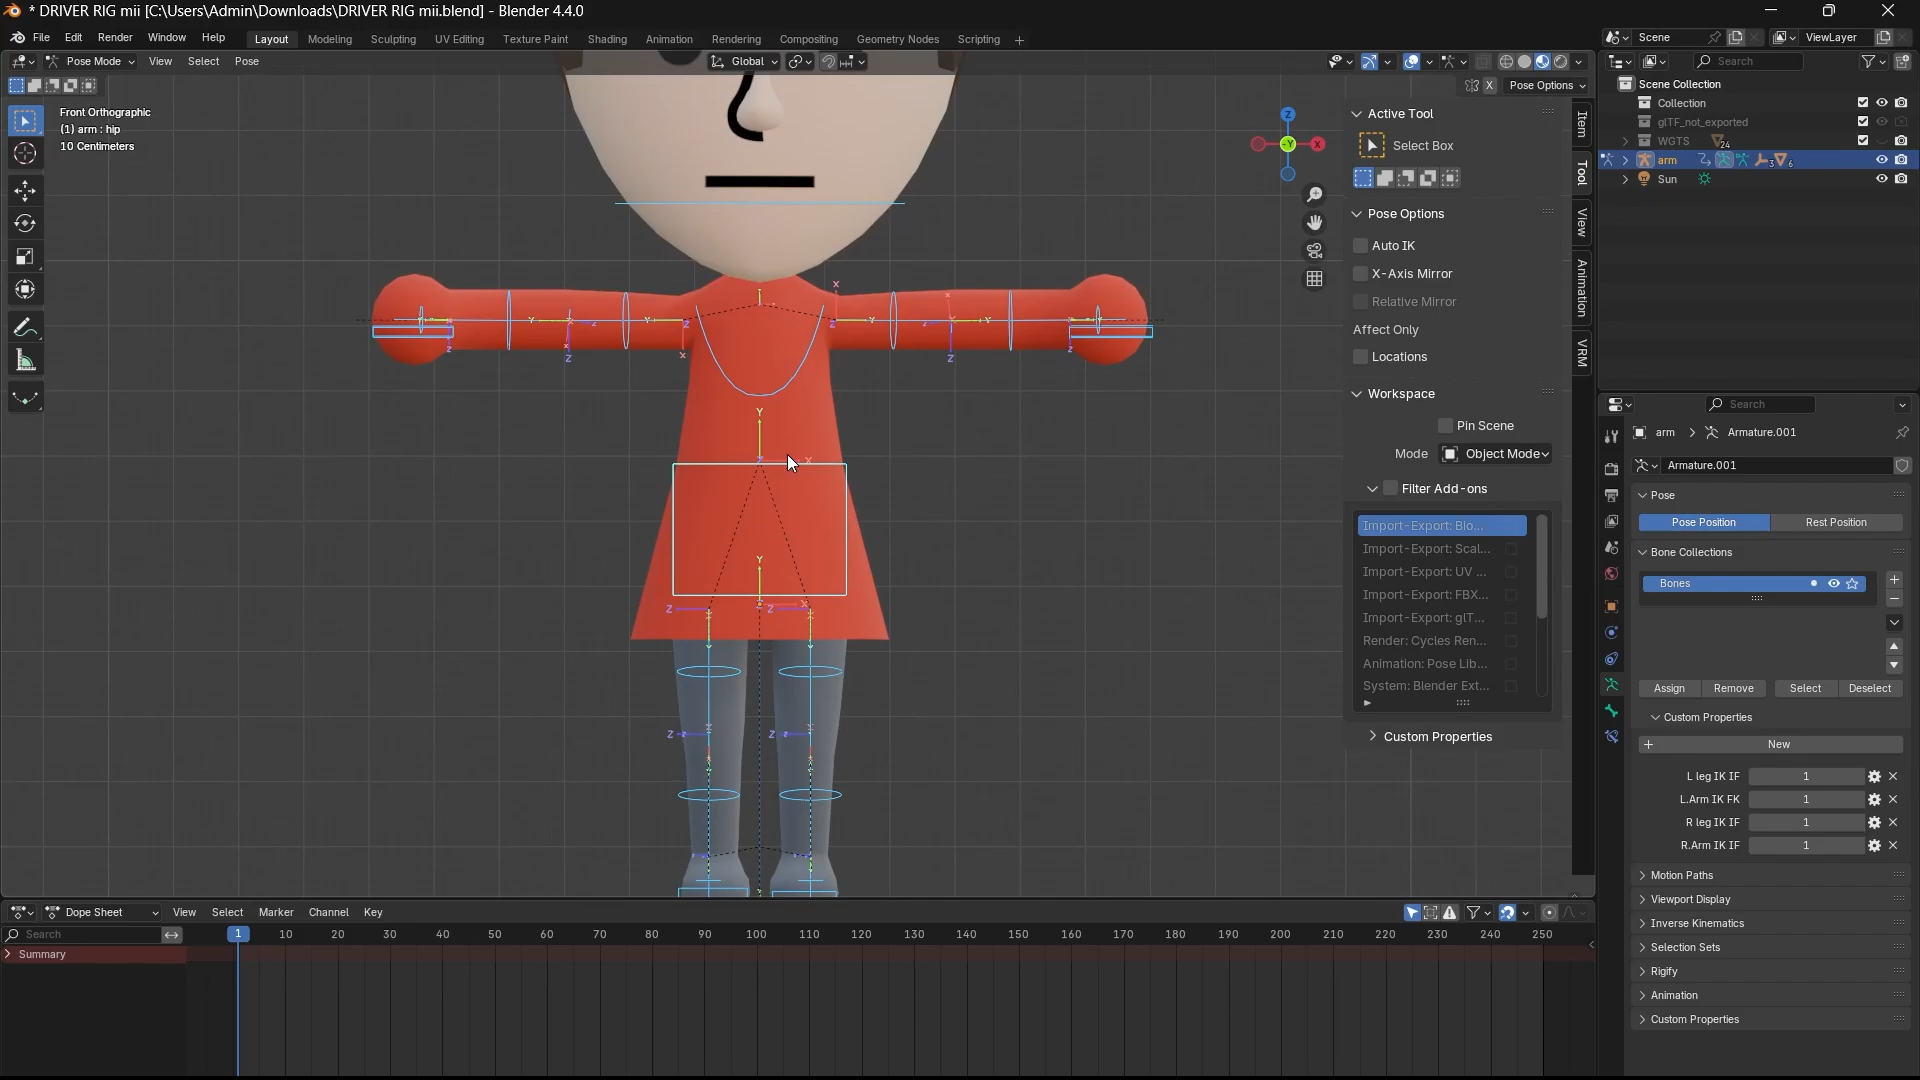 * DRIVER RIG mii [C:\Users\Admin\Downloads\DRIVER RIG mii.blend] - Blender 4.4.0
File Edit Render Window Help Layout Modeling Sculpting UV Editing Texture Paint Shading Animation Rendering Compositing Geometry Nodes Scripting +
Scene ViewLayer
Pose Mode View Select Pose Global
Search
X Pose Options
Front Orthographic
(1) arm : hip
10 Centimeters
Z
-Y
X
Active Tool
Select Box
Pose Options
Auto IK
X-Axis Mirror
Relative Mirror
Affect Only
Locations
Workspace
Pin Scene
Mode Object Mode
Filter Add-ons
Import-Export: Bio...
Import-Export: Scal...
Import-Export: UV ...
Import-Export: FBX...
Import-Export: glT...
Render: Cycles Ren...
Animation: Pose Lib...
System: Blender Ext...
Custom Properties
Item
Tool
View
Animation
VRM
Scene Collection
Collection
glTF_not_exported
WGTS 24
arm 3 6
Sun
Search
arm > Armature.001
Armature.001
Pose
Pose Position Rest Position
Bone Collections
Bones
Assign Remove Select Deselect
Custom Properties
+ New
L leg IK IF 1
L.Arm IK FK 1
R leg IK IF 1
R.Arm IK IF 1
Motion Paths
Viewport Display
Inverse Kinematics
Selection Sets
Rigify
Animation
Custom Properties
Dope Sheet View Select Marker Channel Key
Search
1 10 20 30 40 50 60 70 80 90 100 110 120 130 140 150 160 170 180 190 200 210 220 230 240 250
Summary